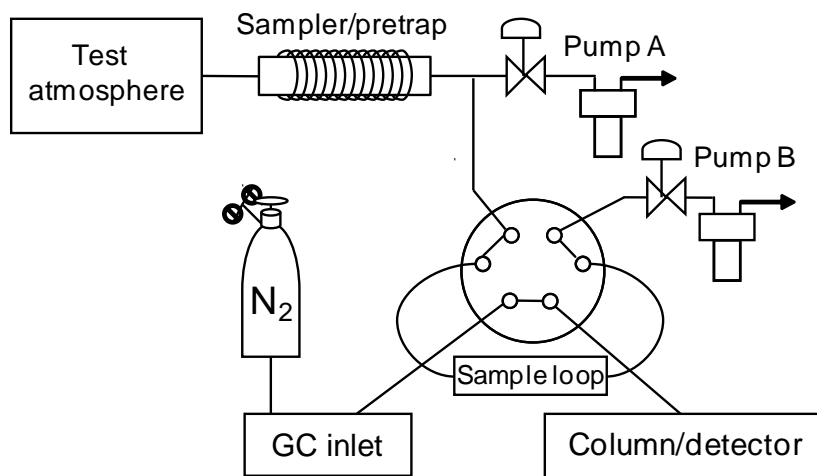 Sampler/pretrap
Test
atmosphere
Pump A
Pump B
N2
Sample loop
GC inlet
Column/detector